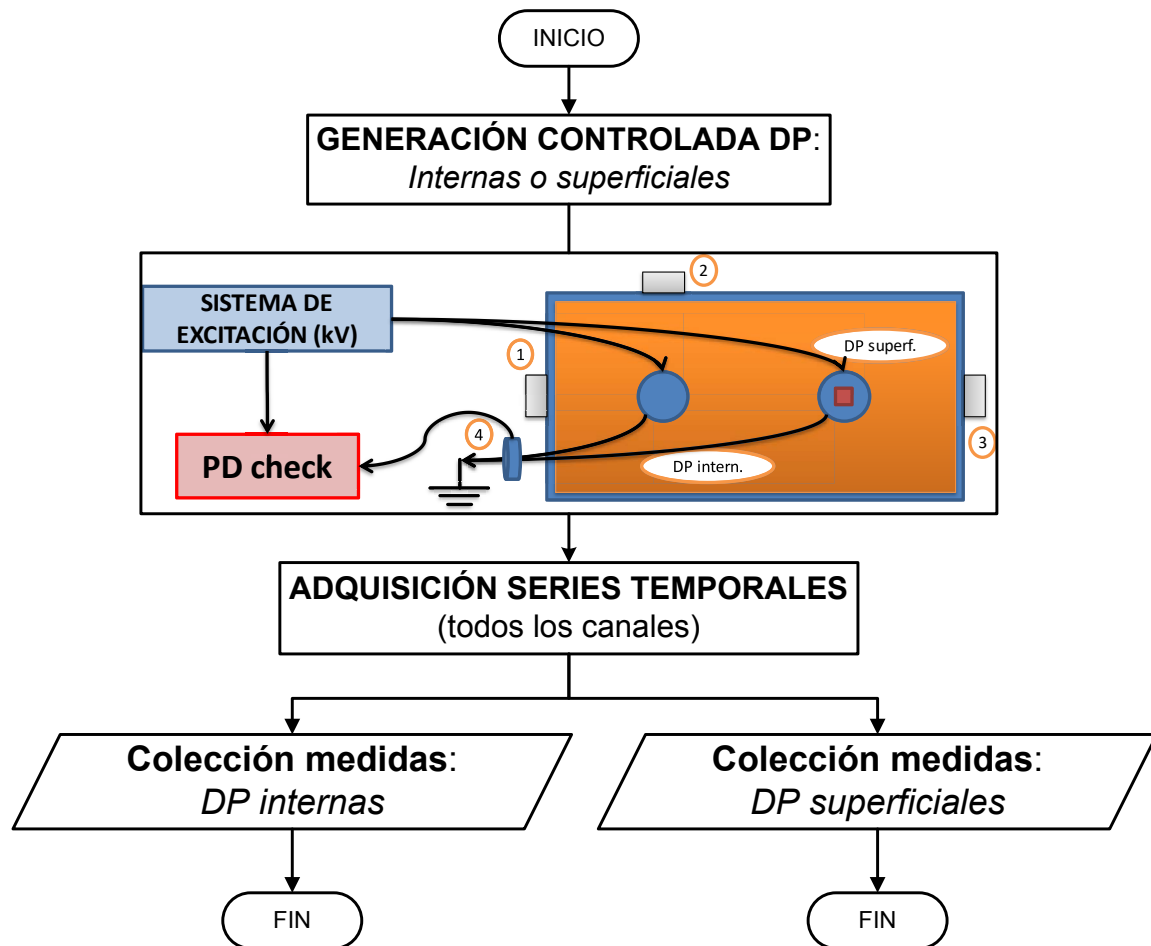 INICIO
GENERACIÓN CONTROLADA DP:
Internas o superficiales
SISTEMA DE
EXCITACIÓN (kV)
2
DP superf.
1
4
PD check
DP intern.
3
ADQUISICIÓN SERIES TEMPORALES
(todos los canales)
Colección medidas:
DP internas
Colección medidas:
DP superficiales
FIN
FIN